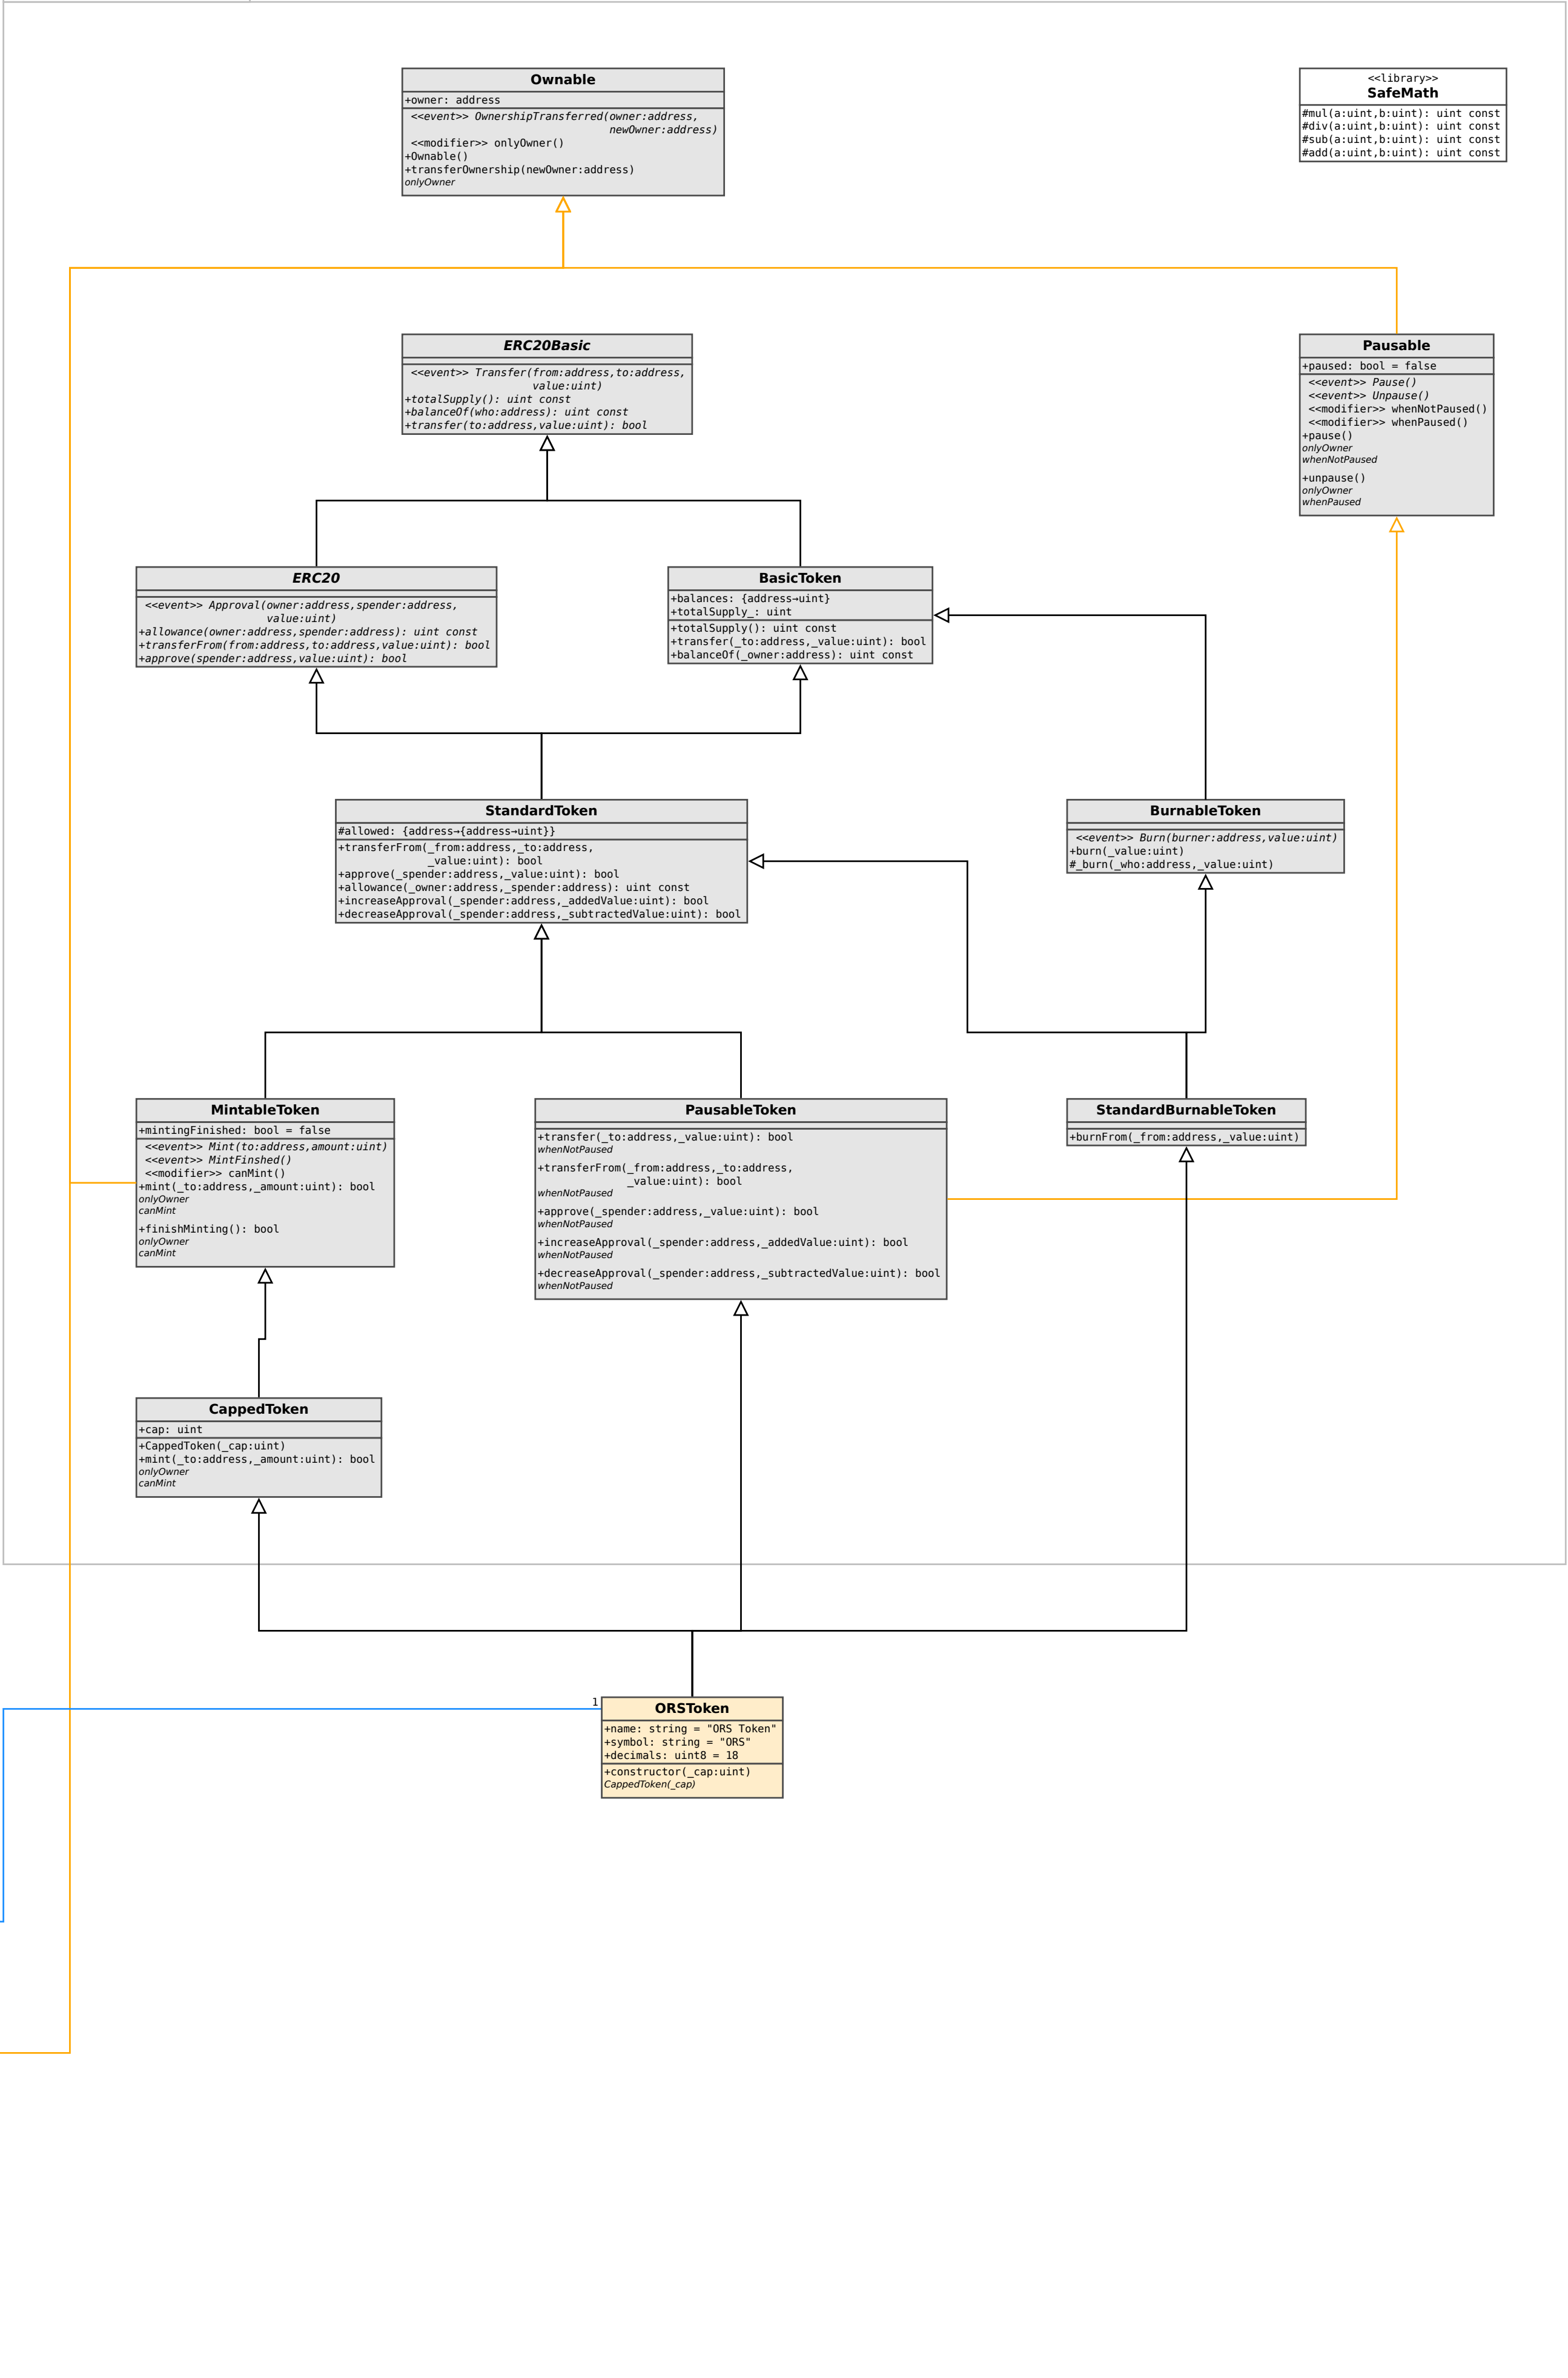 Ownable
+owner: address
<<event>> OwnershipTransferred(owner:address,
newOwner:address)
<<modifier>> onlyOwner()
+Ownable()
+transferOwnership(newOwner:address)
onlyOwner
<<library>>
SafeMath
#mul(a:uint,b:uint): uint const
#div(a:uint,b:uint): uint const
#sub(a:uint,b:uint): uint const
#add(a:uint,b:uint): uint const
ERC20Basic
<<event>> Transfer(from:address,to:address,
value:uint)
+totalSupply(): uint const
+balanceOf(who:address): uint const
+transfer(to:address,value:uint): bool
Pausable
+paused: bool = false
<<event>> Pause()
<<event>> Unpause()
<<modifier>> whenNotPaused()
<<modifier>> whenPaused()
+pause()
onlyOwner
whenNotPaused
+unpause()
onlyOwner
whenPaused
ERC20
<<event>> Approval(owner:address,spender:address,
value:uint)
+allowance(owner:address,spender:address): uint const
+transferFrom(from:address,to:address,value:uint): bool
+approve(spender:address,value:uint): bool
BasicToken
+balances: {address→uint}
+totalSupply_: uint
+totalSupply(): uint const
+transfer(_to:address,_value:uint): bool
+balanceOf(_owner:address): uint const
StandardToken
#allowed: {address→{address→uint}}
+transferFrom(_from:address,_to:address,
_value:uint): bool
+approve(_spender:address,_value:uint): bool
+allowance(_owner:address,_spender:address): uint const
+increaseApproval(_spender:address,_addedValue:uint): bool
+decreaseApproval(_spender:address,_subtractedValue:uint): bool
BurnableToken
<<event>> Burn(burner:address,value:uint)
+burn(_value:uint)
#_burn(_who:address,_value:uint)
MintableToken
+mintingFinished: bool = false
<<event>> Mint(to:address,amount:uint)
<<event>> MintFinshed()
<<modifier>> canMint()
+mint(_to:address,_amount:uint): bool
onlyOwner
canMint
+finishMinting(): bool
onlyOwner
canMint
PausableToken
+transfer(_to:address,_value:uint): bool
whenNotPaused
+transferFrom(_from:address,_to:address,
_value:uint): bool
whenNotPaused
+approve(_spender:address,_value:uint): bool
whenNotPaused
+increaseApproval(_spender:address,_addedValue:uint): bool
whenNotPaused
+decreaseApproval(_spender:address,_subtractedValue:uint): bool
whenNotPaused
StandardBurnableToken
+burnFrom(_from:address,_value:uint)
CappedToken
+cap: uint
+CappedToken(_cap:uint)
+mint(_to:address,_amount:uint): bool
onlyOwner
canMint
1
ORSToken
+name: string = "ORS Token"
+symbol: string = "ORS"
+decimals: uint8 = 18
+constructor(_cap:uint)
CappedToken(_cap)